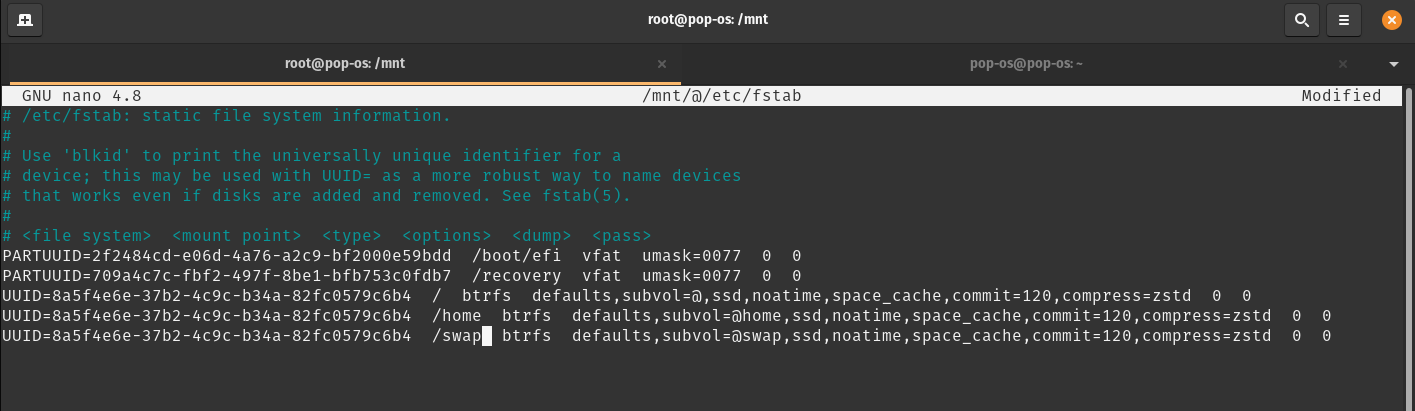 root@pop-os: /mnt
root@pop-os: /mnt
pop-os@pop-os: ~
GNU nano 4.8 /mnt/@/etc/fstab Modified
# /etc/fstab: static file system information.
#
# Use 'blkid' to print the universally unique identifier for a
# device; this may be used with UUID= as a more robust way to name devices
# that works even if disks are added and removed. See fstab(5).
#
# <file system>  <mount point>  <type>  <options>  <dump>  <pass>
PARTUUID=2f2484cd-e06d-4a76-a2c9-bf2000e59bdd  /boot/efi  vfat  umask=0077  0  0
PARTUUID=709a4c7c-fbf2-497f-8be1-bfb753c0fdb7  /recovery  vfat  umask=0077  0  0
UUID=8a5f4e6e-37b2-4c9c-b34a-82fc0579c6b4  /  btrfs  defaults,subvol=@,ssd,noatime,space_cache,commit=120,compress=zstd  0  0
UUID=8a5f4e6e-37b2-4c9c-b34a-82fc0579c6b4  /home  btrfs  defaults,subvol=@home,ssd,noatime,space_cache,commit=120,compress=zstd  0  0
UUID=8a5f4e6e-37b2-4c9c-b34a-82fc0579c6b4  /swap  btrfs  defaults,subvol=@swap,ssd,noatime,space_cache,commit=120,compress=zstd  0  0